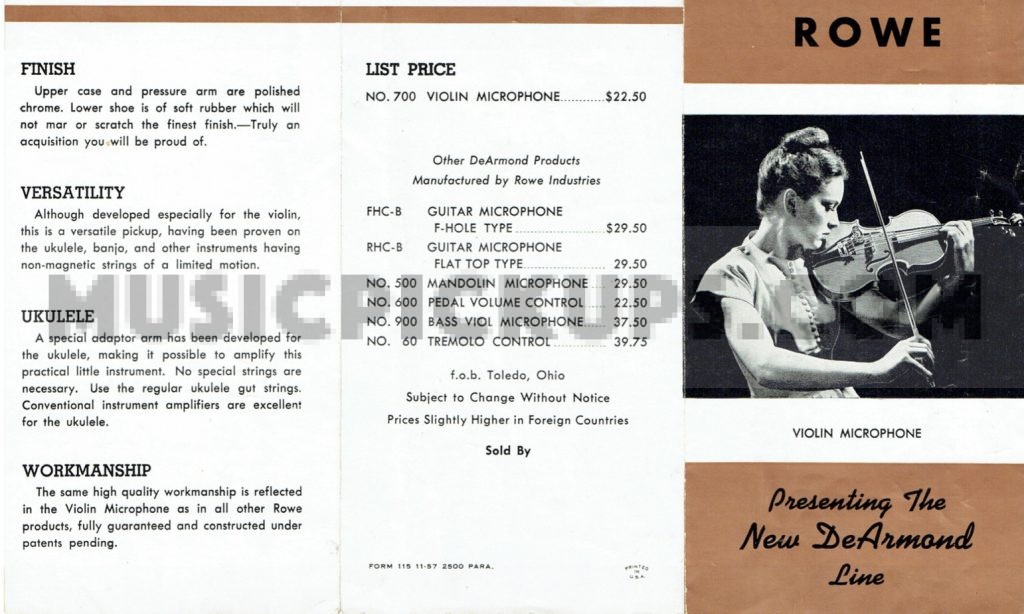 FINISH
Upper case and pressure arm are polished
chrome. Lower shoe is of soft rubber which will
not mar or scratch the finest finish.—Truly an
acquisition you will be proud of.
VERSATILITY
Although developed especially for the violin,
this is a versatile pickup, having been proven on
the ukulele, banjo, and other instruments having
non-magnetic strings of a limited motion.
UKULELE
A special adaptor arm has been developed for
the ukulele, making it possible to amplify this
practical little instrument. No special strings are
necessary. Use the regular ukulele gut strings.
Conventional instrument amplifiers are excellent
for the ukulele.
WORKMANSHIP
The same high quality workmanship is reflected
in the Violin Microphone as in all other Rowe
products, fully guaranteed and constructed under
patents pending.
LIST PRICE
NO. 700 VIOLIN MICROPHONE...........$22.50
Other DeArmond Products
Manufactured by Rowe Industries
FHC-B GUITAR MICROPHONE
F-HOLE TYPE......................$29.50
RHC-B GUITAR MICROPHONE
FLAT TOP TYPE..................... 29.50
NO. 500 MANDOLIN MICROPHONE..... 29.50
NO. 600 PEDAL VOLUME CONTROL..... 22.50
NO. 900 BASS VIOL MICROPHONE..... 37.50
NO. 60 TREMOLO CONTROL............. 39.75
f.o.b. Toledo, Ohio
Subject to Change Without Notice
Prices Slightly Higher in Foreign Countries
Sold By
FORM 115 11-57 2500 PARA.
PRINTED
IN
U.S.A.
ROWE
VIOLIN MICROPHONE
Presenting The
New DeArmond
Line
MUSICPICKUPS.COM